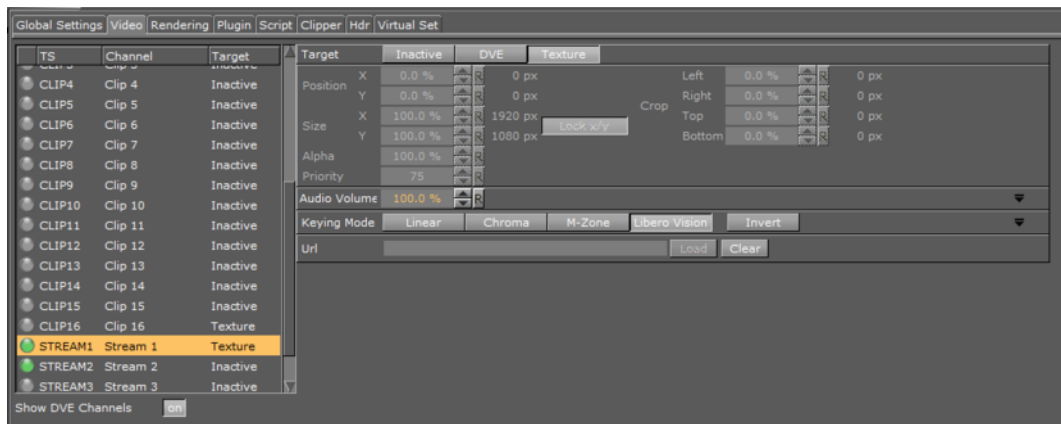 Global Settings Video Rendering Plugin Script Clipper Hdr Virtual Set
TS Channel Target
CLIP4 Clip 4 Inactive
CLIP5 Clip 5 Inactive
CLIP6 Clip 6 Inactive
CLIP7 Clip 7 Inactive
CLIP8 Clip 8 Inactive
CLIP9 Clip 9 Inactive
CLIP10 Clip 10 Inactive
CLIP11 Clip 11 Inactive
CLIP12 Clip 12 Inactive
CLIP13 Clip 13 Inactive
CLIP14 Clip 14 Inactive
CLIP15 Clip 15 Inactive
CLIP16 Clip 16 Texture
STREAM1 Stream 1 Texture
STREAM2 Stream 2 Inactive
STREAM3 Stream 3 Inactive
Show DVE Channels on
Target Inactive DVE Texture
Position X 0.0 % R 0 px
Y 0.0 % R 0 px
Size X 100.0 % R 1920 px
Y 100.0 % R 1080 px
Lock x/y
Alpha 100.0 % R
Priority 75 R
Crop
Left 0.0 % R 0 px
Right 0.0 % R 0 px
Top 0.0 % R 0 px
Bottom 0.0 % R 0 px
Audio Volume 100.0 % R
Keying Mode Linear Chroma M-Zone Libero Vision Invert
Url Load Clear